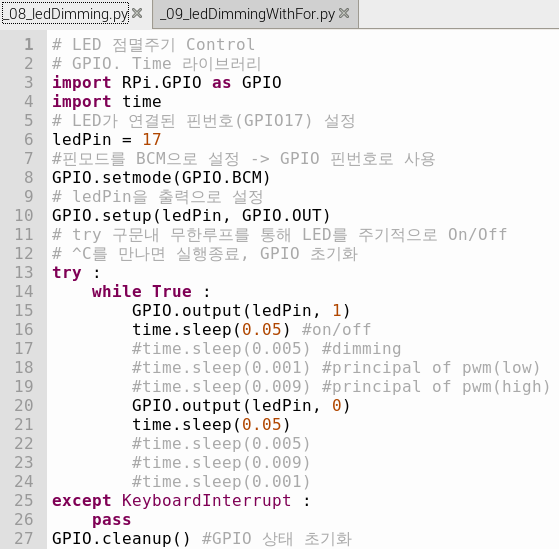 _08_ledDimming.py _09_ledDimmingWithFor.py
1 # LED 점멸주기 Control
2 # GPIO. Time 라이브러리
3 import RPi.GPIO as GPIO
4 import time
5 # LED가 연결된 핀번호(GPIO17) 설정
6 ledPin = 17
7 #핀모드를 BCM으로 설정 -> GPIO 핀번호로 사용
8 GPIO.setmode(GPIO.BCM)
9 # ledPin을 출력으로 설정
10 GPIO.setup(ledPin, GPIO.OUT)
11 # try 구문내 무한루프를 통해 LED를 주기적으로 On/Off
12 # ^C를 만나면 실행종료, GPIO 초기화
13 try :
14     while True :
15         GPIO.output(ledPin, 1)
16         time.sleep(0.05) #on/off
17         #time.sleep(0.005) #dimming
18         #time.sleep(0.001) #principal of pwm(low)
19         #time.sleep(0.009) #principal of pwm(high)
20         GPIO.output(ledPin, 0)
21         time.sleep(0.05)
22         #time.sleep(0.005)
23         #time.sleep(0.009)
24         #time.sleep(0.001)
25 except KeyboardInterrupt :
26     pass
27 GPIO.cleanup() #GPIO 상태 초기화